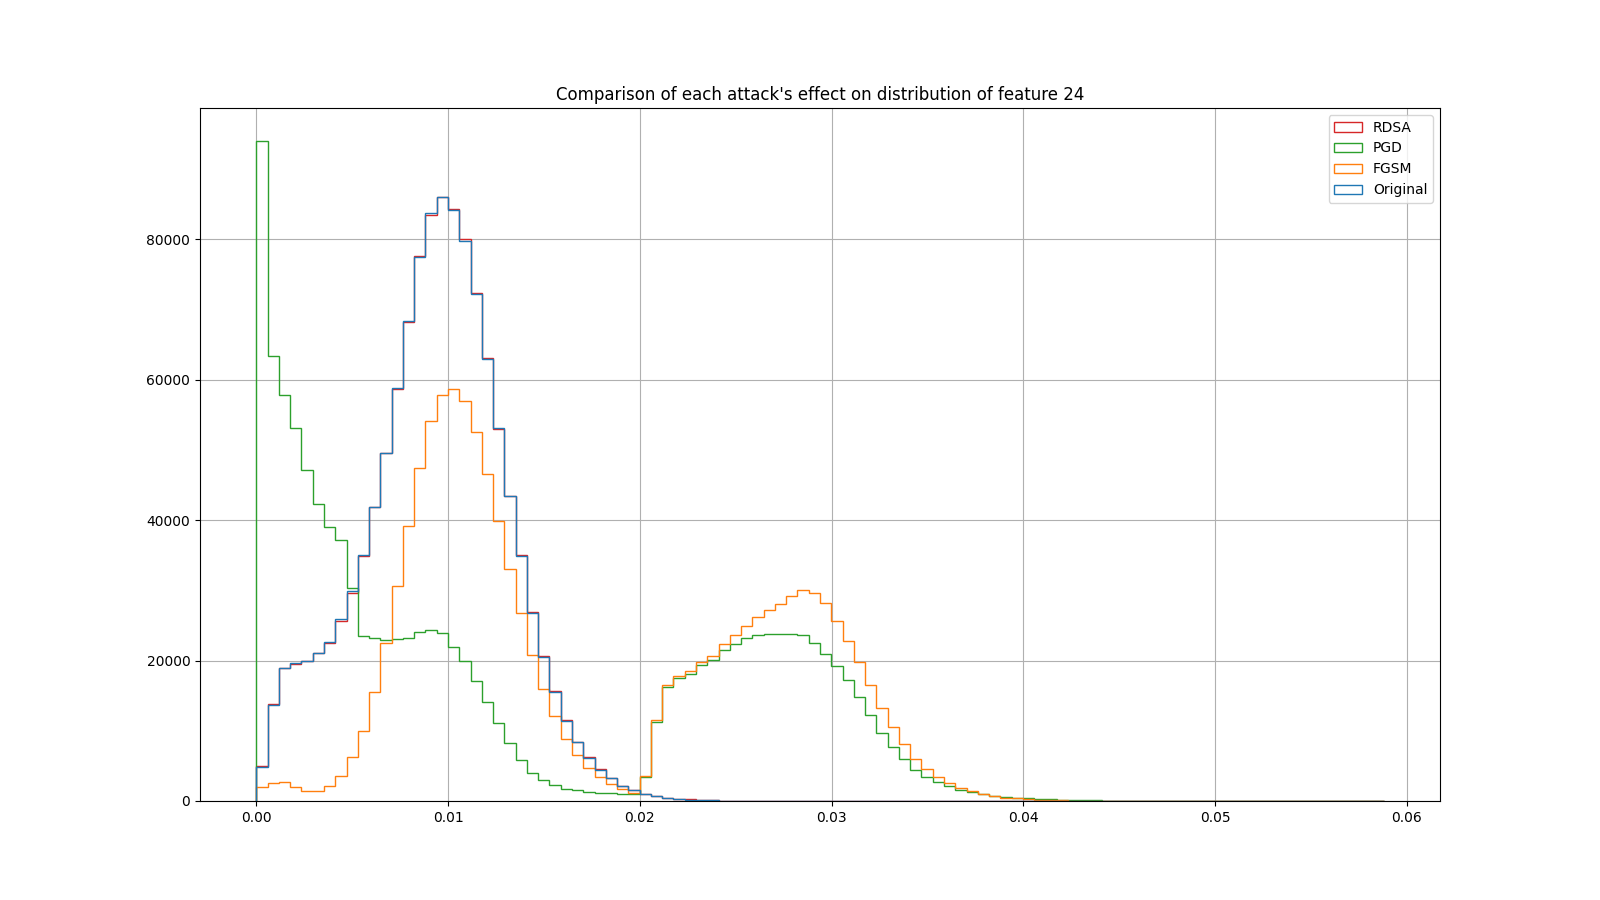 Comparison of each attack's effect on distribution of feature 24
RDSA
PGD
FGSM
Original
80000
60000
40000
20000
0
0.00 0.01 0.02 0.03 0.04 0.05 0.06